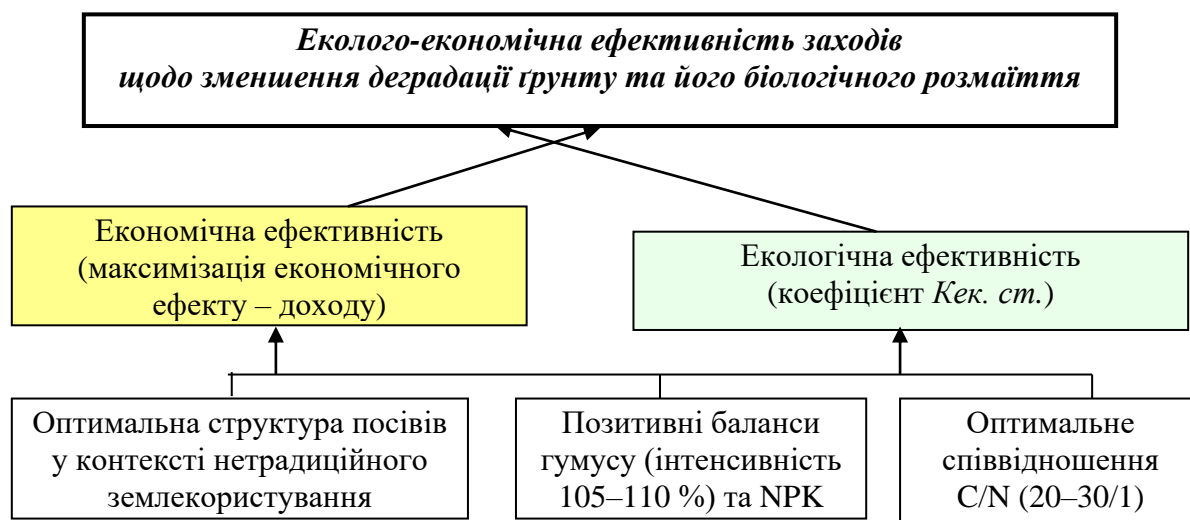 Еколого-економічна ефективність заходів
щодо зменшення деградації ґрунту та його біологічного розмаїття
Економічна ефективність
(максимізація економічного
ефекту – доходу)
Екологічна ефективність
(коефіцієнт Кек. ст.)
Оптимальна структура посівів
у контексті нетрадиційного
землекористування
Позитивні баланси
гумусу (інтенсивність
105–110 %) та NPK
Оптимальне
співвідношення
C/N (20–30/1)